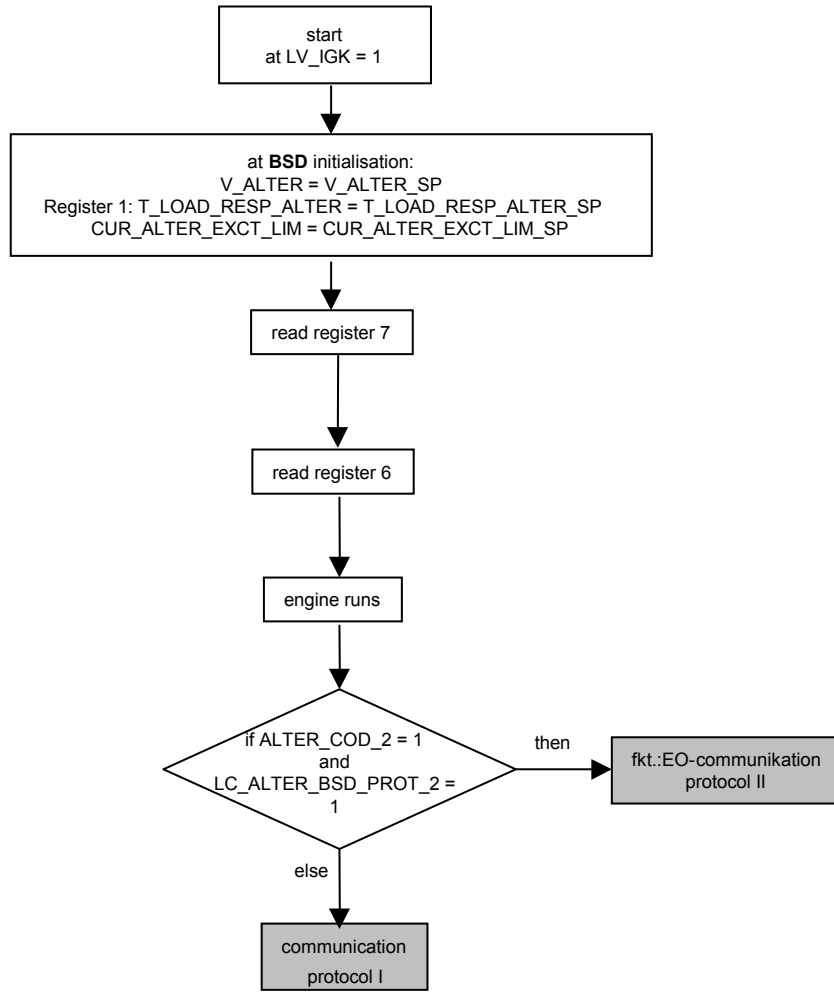 start
at LV_IGK = 1
at BSD initialisation:
V_ALTER = V_ALTER_SP
Register 1: T_LOAD_RESP_ALTER = T_LOAD_RESP_ALTER_SP
CUR_ALTER_EXCT_LIM = CUR_ALTER_EXCT_LIM_SP
read register 7
read register 6
engine runs
if ALTER_COD_2 = 1
and
LC_ALTER_BSD_PROT_2 =
1
then
fkt.:EO-communikation
protocol II
else
communication
protocol I